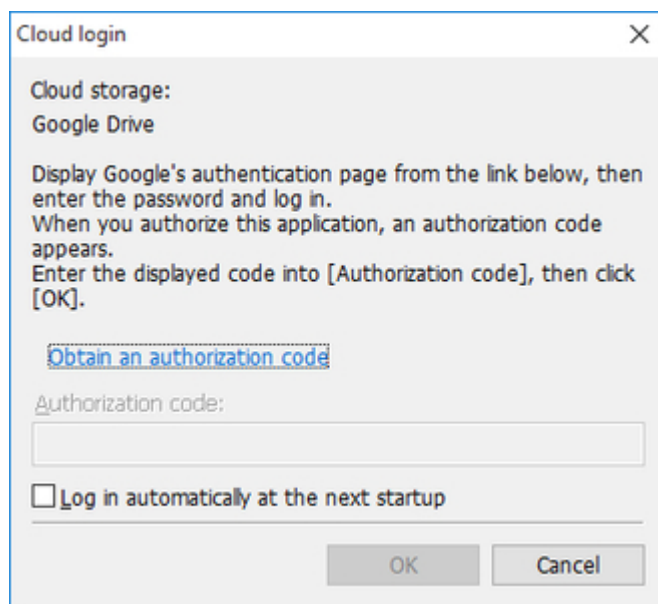 Cloud login
Cloud storage:
Google Drive
Display Google's authentication page from the link below, then
enter the password and log in.
When you authorize this application, an authorization code
appears.
Enter the displayed code into [Authorization code], then click
[OK].
Obtain an authorization code
Authorization code:
Log in automatically at the next startup
OK
Cancel